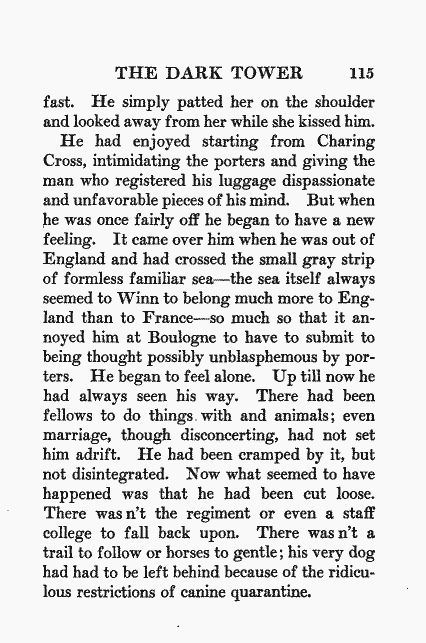 THE DARK TOWER 115
fast. He simply patted her on the shoulder
and looked away from her while she kissed him.
He had enjoyed starting from Charing
Cross, intimidating the porters and giving the
man who registered his luggage dispassionate
and unfavorable pieces of his mind. But when
he was once fairly off he began to have a new
feeling. It came over him when he was out of
England and had crossed the small gray strip
of formless familiar sea—the sea itself always
seemed to Winn to belong much more to Eng-
land than to France—so much so that it an-
noyed him at Boulogne to have to submit to
being thought possibly unblasphemous by por-
ters. He began to feel alone. Up till now he
had always seen his way. There had been
fellows to do things with and animals; even
marriage, though disconcerting, had not set
him adrift. He had been cramped by it, but
not disintegrated. Now what seemed to have
happened was that he had been cut loose.
There was n't the regiment or even a staff
college to fall back upon. There was n't a
trail to follow or horses to gentle; his very dog
had had to be left behind because of the ridicu-
lous restrictions of canine quarantine.